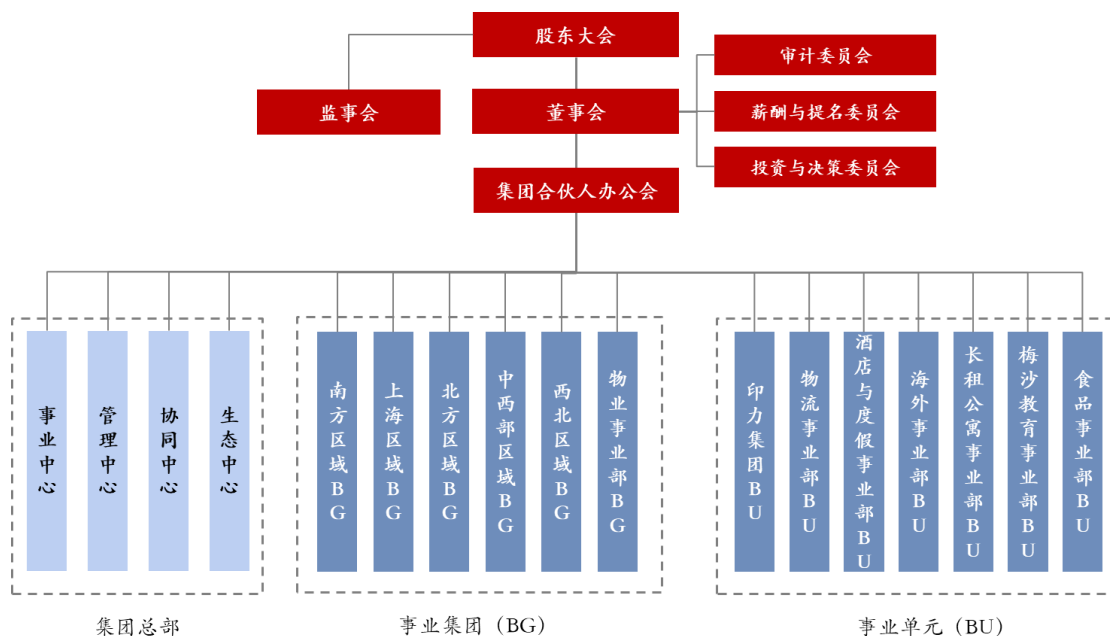 股东大会
审计委员会
监事会
董事会
薪酬与提名委员会
投资与决策委员会
集团合伙人办公会
事业中心
管理中心
协同中心
生态中心
南方区域BG
上海区域BG
北方区域BG
中西部区域BG
西北区域BG
物业事业部BG
印力集团BU
物流事业部BU
酒店与度假事业部BU
海外事业部BU
长租公寓事业部BU
梅沙教育事业部BU
食品事业部BU
集团总部
事业集团（BG）
事业单元（BU）